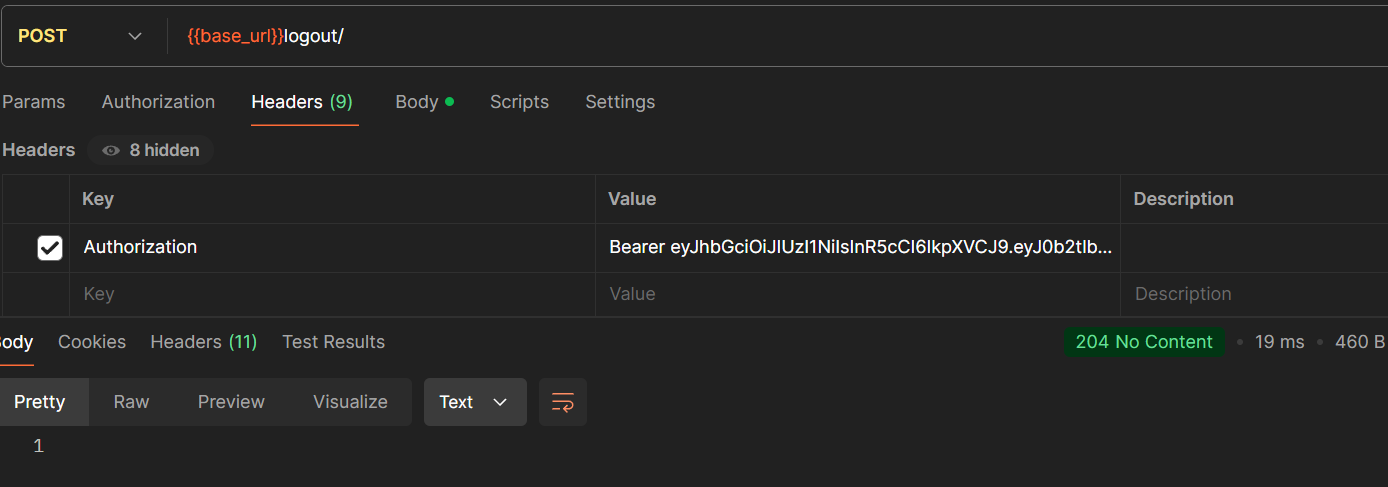 POST {{base_url}}logout/
Params Authorization Headers (9) Body Scripts Settings
Headers 8 hidden
Key Value Description
Authorization Bearer eyJhbGciOiJIUzI1NiIsInR5cCI6IkpXVCJ9.eyJ0b2tlb...
Key Value Description
ody Cookies Headers (11) Test Results 204 No Content • 19 ms • 460 B
Pretty Raw Preview Visualize Text
1